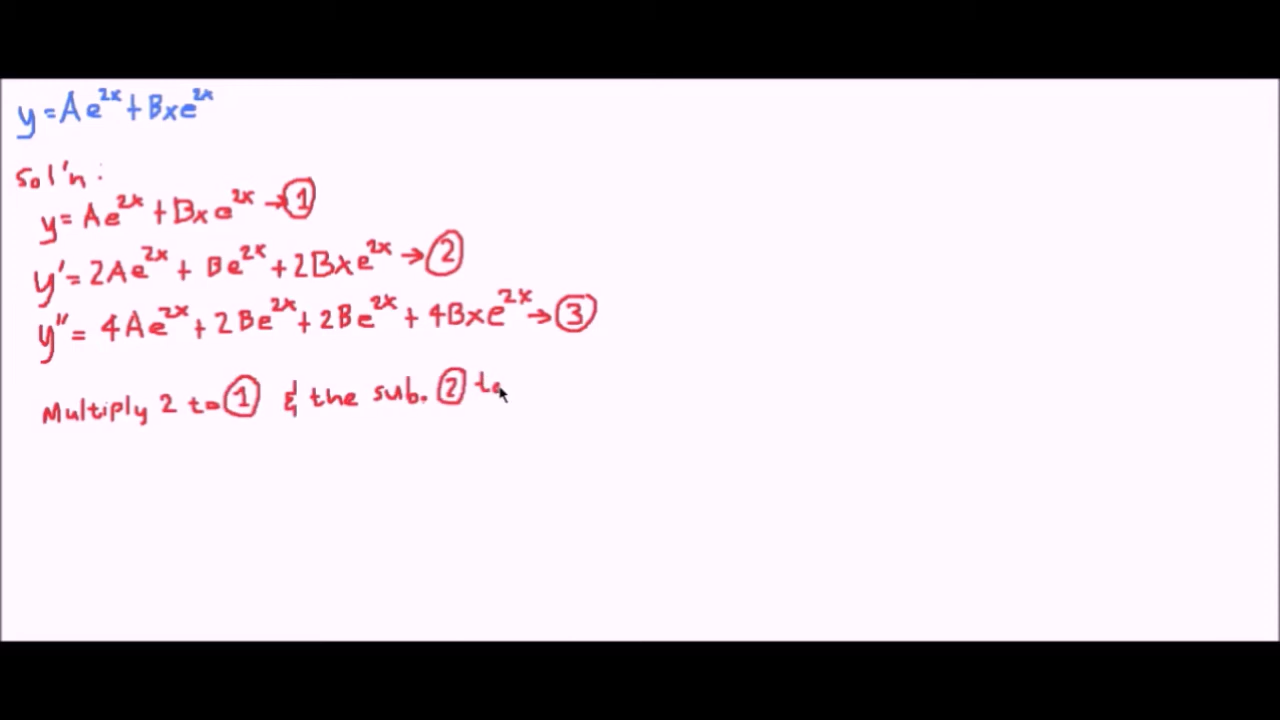 y=Ae^{2x}+Bxe^{2x}
Sol'n:
y=Ae^{2x}+Bxe^{2x}→①
y'=2Ae^{2x}+Be^{2x}+2Bxe^{2x}→②
y''=4Ae^{2x}+2Be^{2x}+2Be^{2x}+4Bxe^{2x}→③
Multiply 2 to ① & the sub. ② to